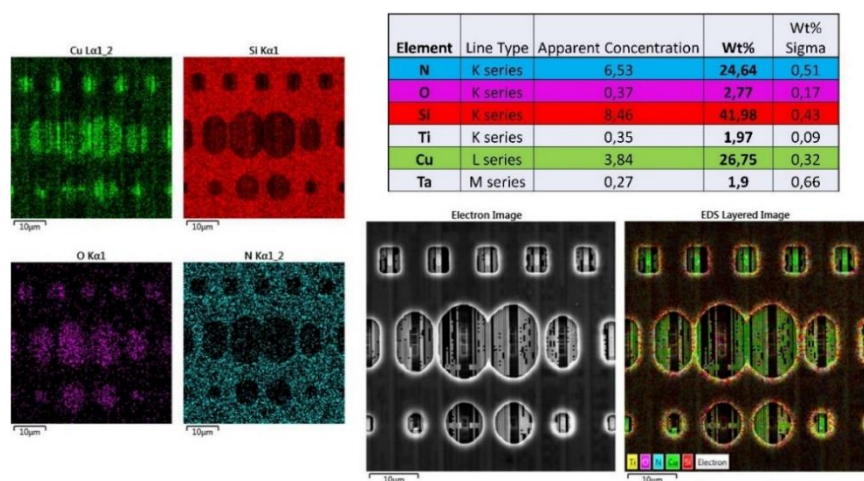 Cu Lα1_2
Si Kα1
10µm
10µm
O Kα1
N Kα1_2
10µm
10µm
Element Line Type Apparent Concentration Wt% Wt% Sigma
N K series 6,53 24,64 0,51
O K series 0,37 2,77 0,17
Si K series 8,46 41,98 0,43
Ti K series 0,35 1,97 0,09
Cu L series 3,84 26,75 0,32
Ta M series 0,27 1,9 0,66
Electron Image
EDS Layered Image
10µm
Ti O N Cu Si Electron
10µm